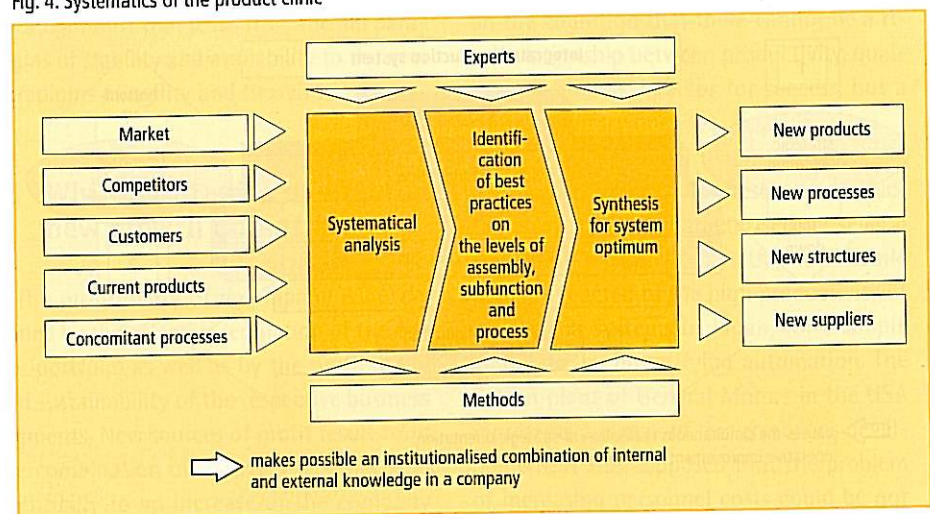 Fig. 4. Systematics of the product clinic
Experts
Market
Competitors
Customers
Current products
Concomitant processes
Systematical
analysis
Identifi-
cation
of best
practices
on
the levels of
assembly,
subfunction
and
process
Synthesis
for system
optimum
New products
New processes
New structures
New suppliers
Methods
makes possible an institutionalised combination of internal
and external knowledge in a company